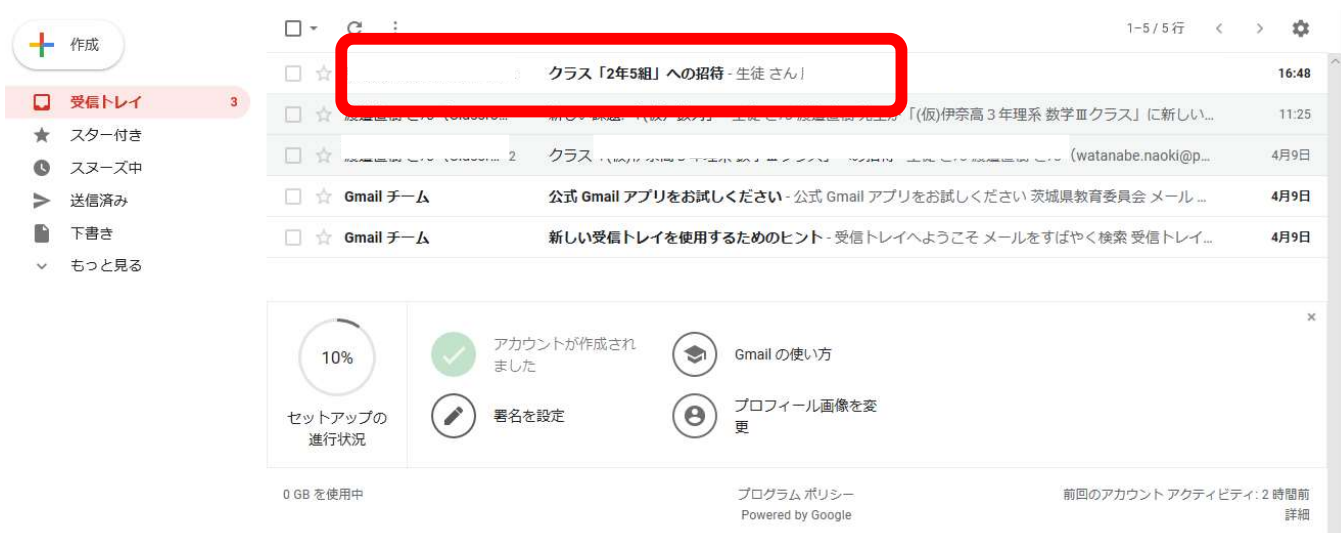 作成
1-5 / 5 行
受信トレイ 3
スター付き
スヌーズ中
送信済み
下書き
もっと見る
クラス「2年5組」への招待 - 生徒 さん 16:48
「(仮)伊奈高３年理系 数学Ⅲクラス」に新しい... 11:25
2 クラス への招待 (watanabe.naoki@p... 4月9日
Gmail チーム 公式 Gmail アプリをお試しください - 公式 Gmail アプリをお試しください 茨城県教育委員会 メール ... 4月9日
Gmail チーム 新しい受信トレイを使用するためのヒント - 受信トレイへようこそ メールをすばやく検索 受信トレイ... 4月9日
10%
セットアップの
進行状況
アカウントが作成され
ました
Gmail の使い方
署名を設定
プロフィール画像を変
更
0 GB を使用中
プログラム ポリシー
Powered by Google
前回のアカウント アクティビティ: 2 時間前
詳細